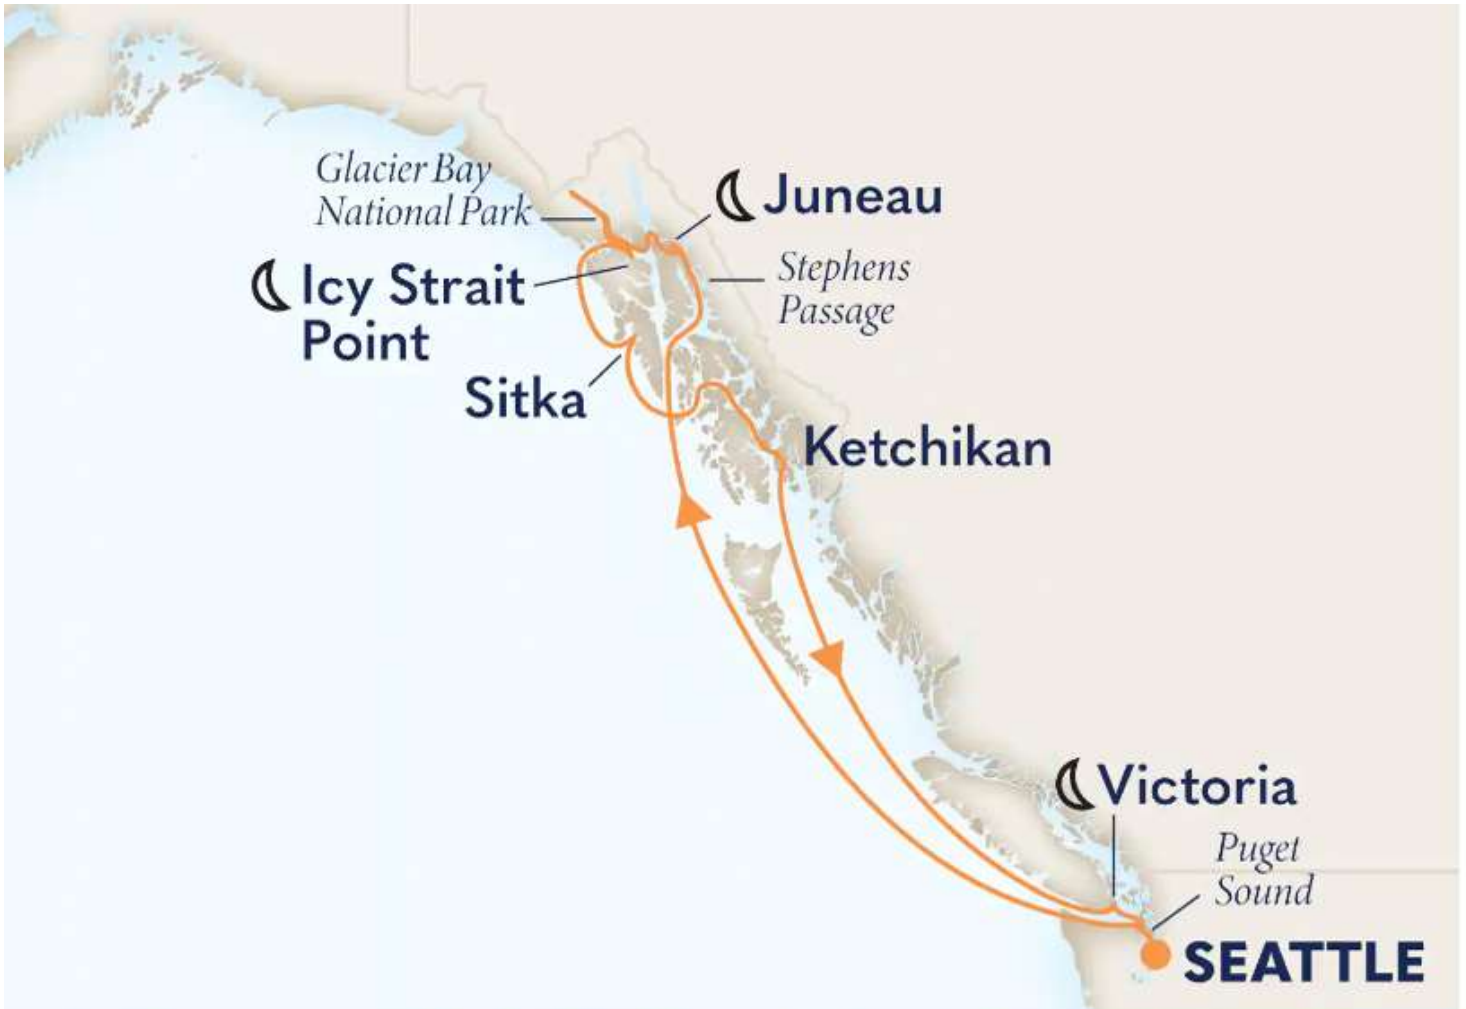 Glacier Bay
National Park
Juneau
Icy Strait
Point
Stephens
Passage
Sitka
Ketchikan
Victoria
Puget
Sound
SEATTLE